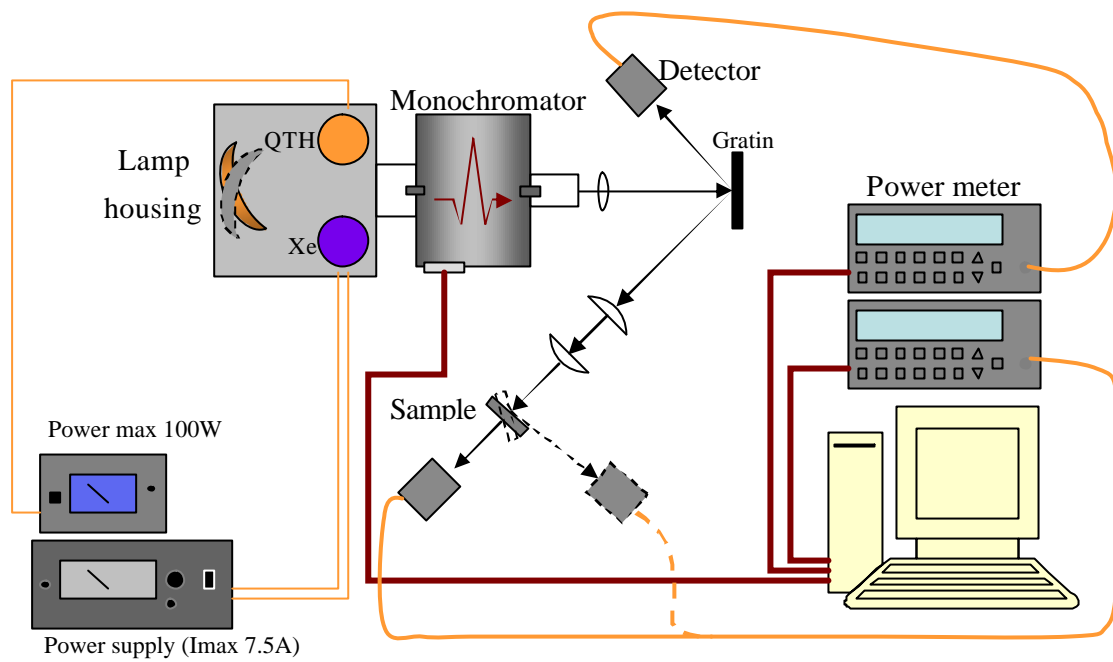 Detector
Monochromator
Gratin
QTH
Lamp
housing
Power meter
Xe
Sample
Power max 100W
Power supply (Imax 7.5A)